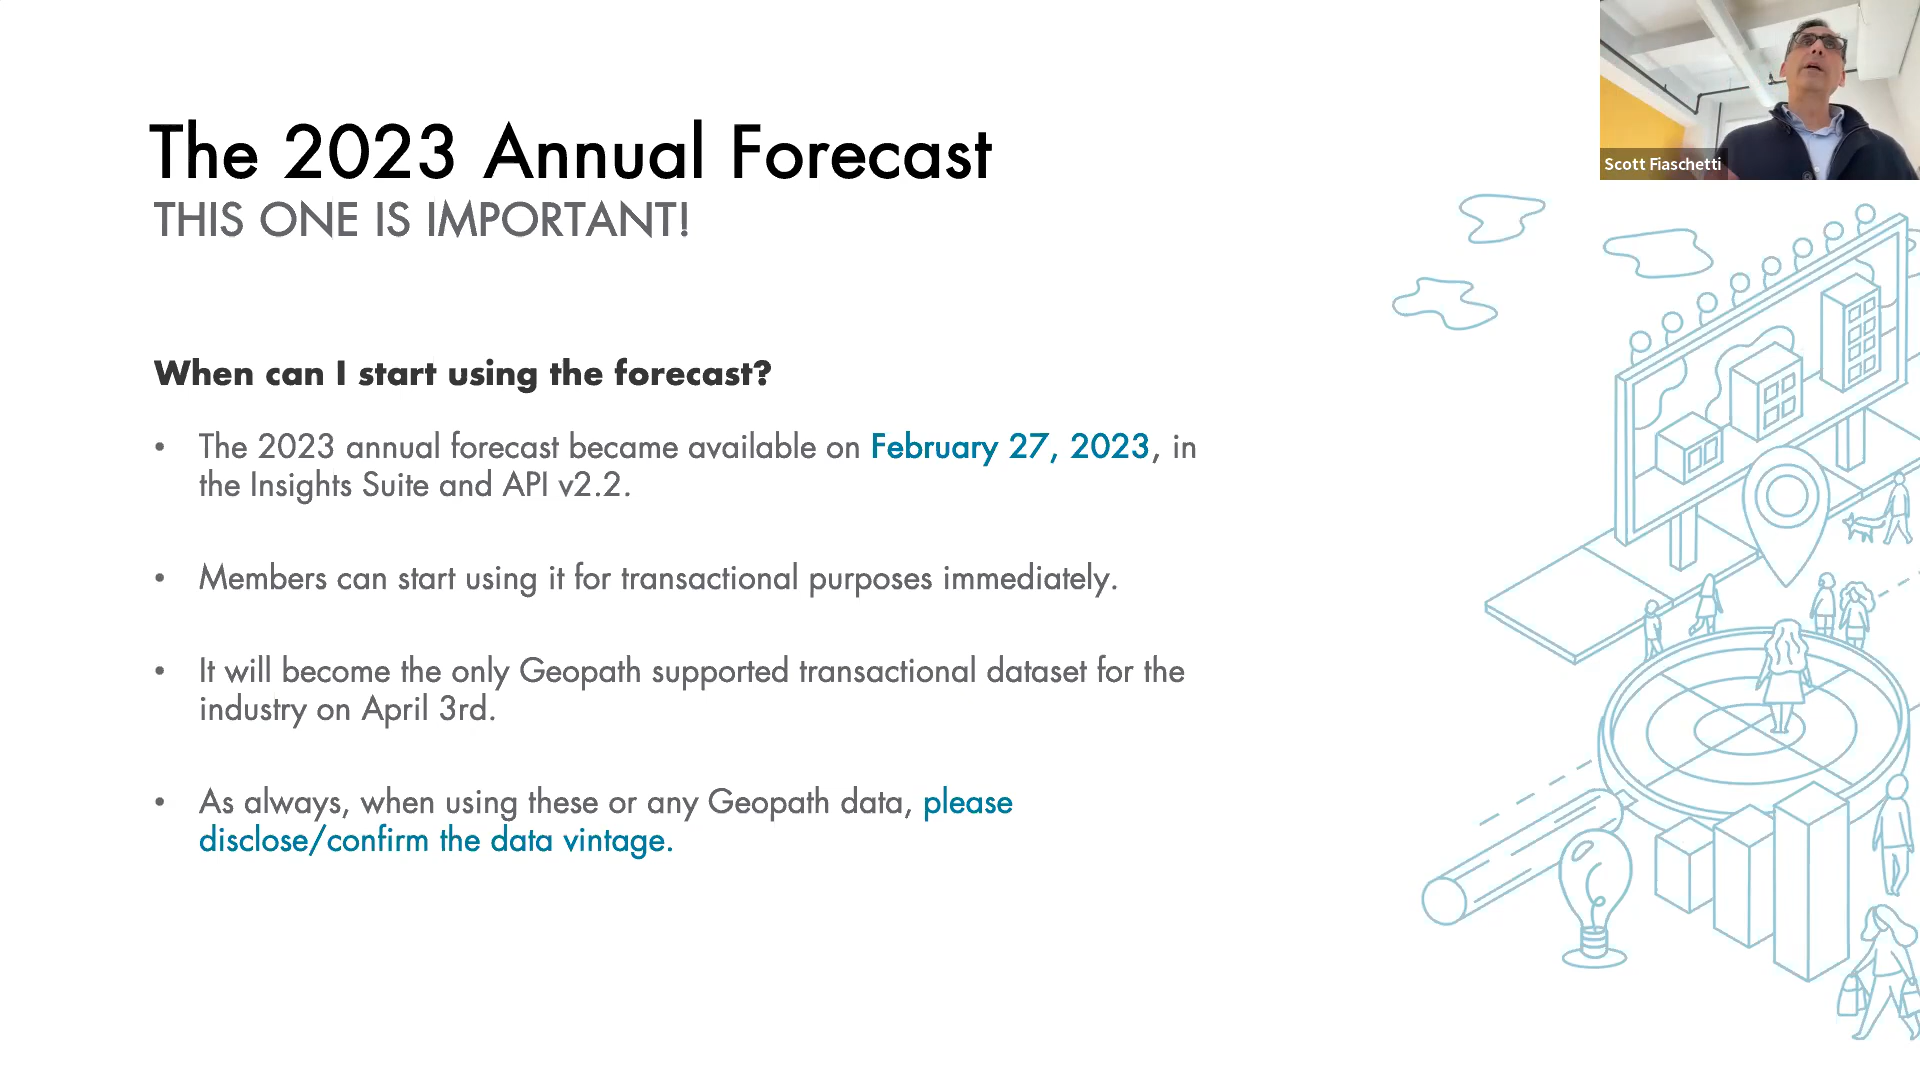 The 2023 Annual Forecast
THIS ONE IS IMPORTANT!
Scott Fiaschetti
When can I start using the forecast?
• The 2023 annual forecast became available on February 27, 2023, in
the Insights Suite and API v2.2.
• Members can start using it for transactional purposes immediately.
• It will become the only Geopath supported transactional dataset for the
industry on April 3rd.
• As always, when using these or any Geopath data, please
disclose/confirm the data vintage.